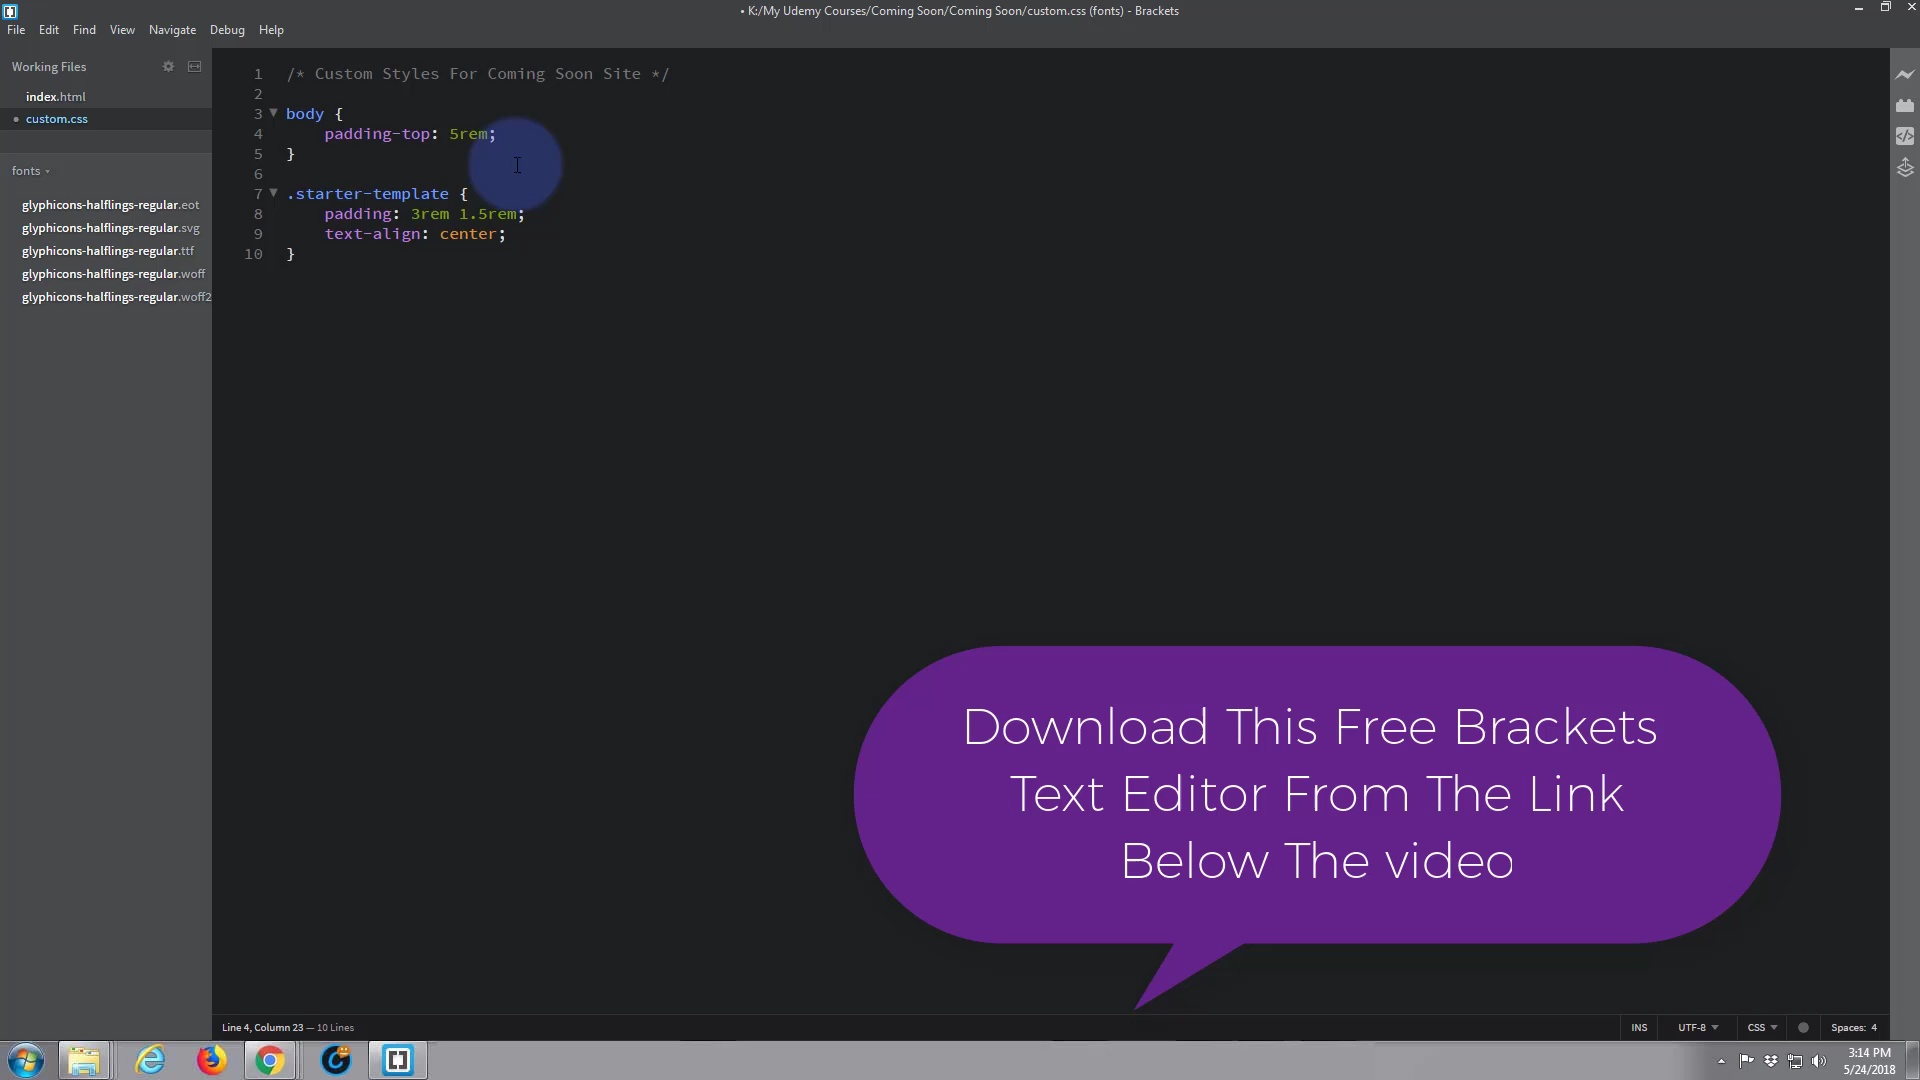 • K:/My Udemy Courses/Coming Soon/Coming Soon/custom.css (fonts) - Brackets
File Edit Find View Navigate Debug Help
Working Files
index.html
• custom.css
fonts
glyphicons-halflings-regular.eot
glyphicons-halflings-regular.svg
glyphicons-halflings-regular.ttf
glyphicons-halflings-regular.woff
glyphicons-halflings-regular.woff2
1 /* Custom Styles For Coming Soon Site */
2
3 body {
4 padding-top: 5rem;
5 }
6
7 .starter-template {
8 padding: 3rem 1.5rem;
9 text-align: center;
10 }
Download This Free Brackets
Text Editor From The Link
Below The video
Line 4, Column 23 — 10 Lines
INS UTF-8 CSS Spaces: 4
3:14 PM
5/24/2018